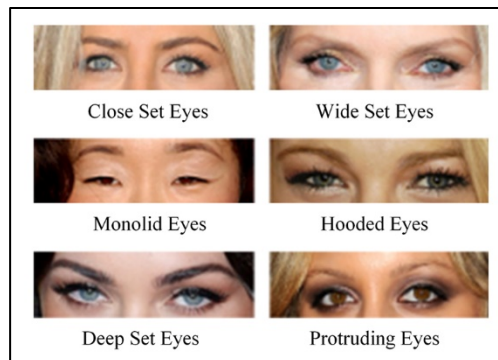 Close Set Eyes
Wide Set Eyes
Monolid Eyes
Hooded Eyes
Deep Set Eyes
Protruding Eyes